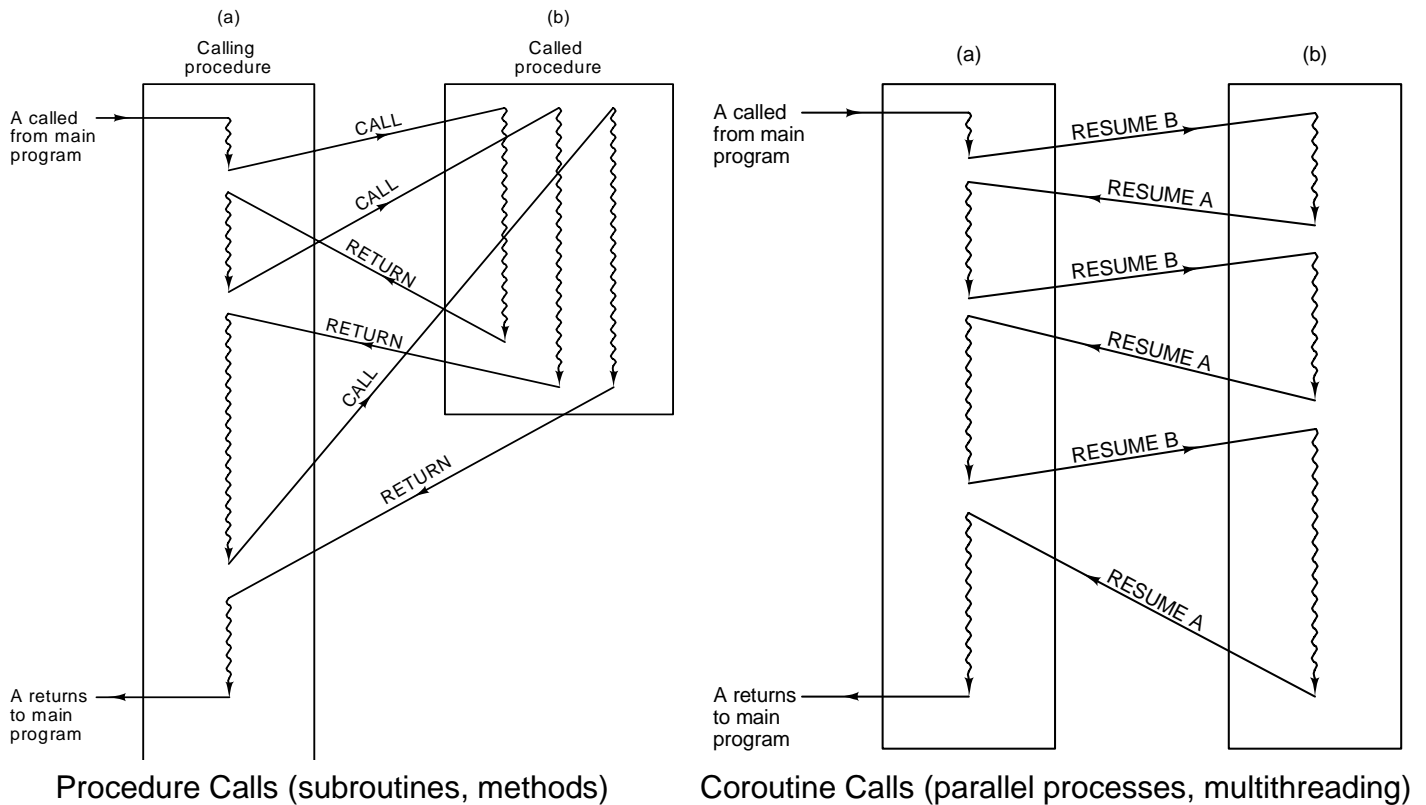 (a)
Calling
procedure
(b)
Called
procedure
A called
from main
program
CALL
CALL
RETURN
RETURN
CALL
RETURN
A returns
to main
program
Procedure Calls (subroutines, methods)
(a)
(b)
A called
from main
program
RESUME B
RESUME A
RESUME B
RESUME A
RESUME B
RESUME A
A returns
to main
program
Coroutine Calls (parallel processes, multithreading)